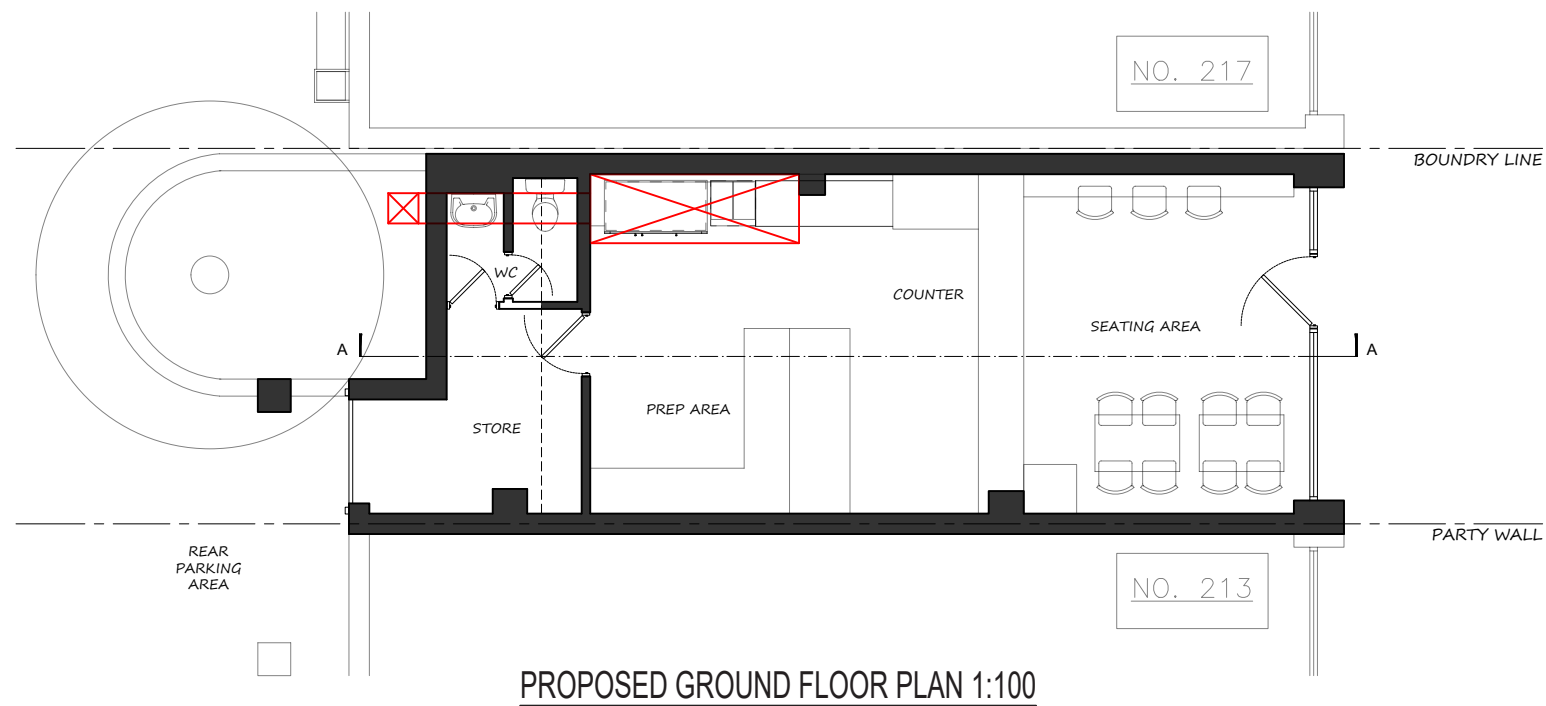 NO. 217
BOUNDRY LINE
WC
COUNTER
SEATING AREA
A
A
PREP AREA
STORE
PARTY WALL
REAR
PARKING
AREA
NO. 213
PROPOSED GROUND FLOOR PLAN 1:100